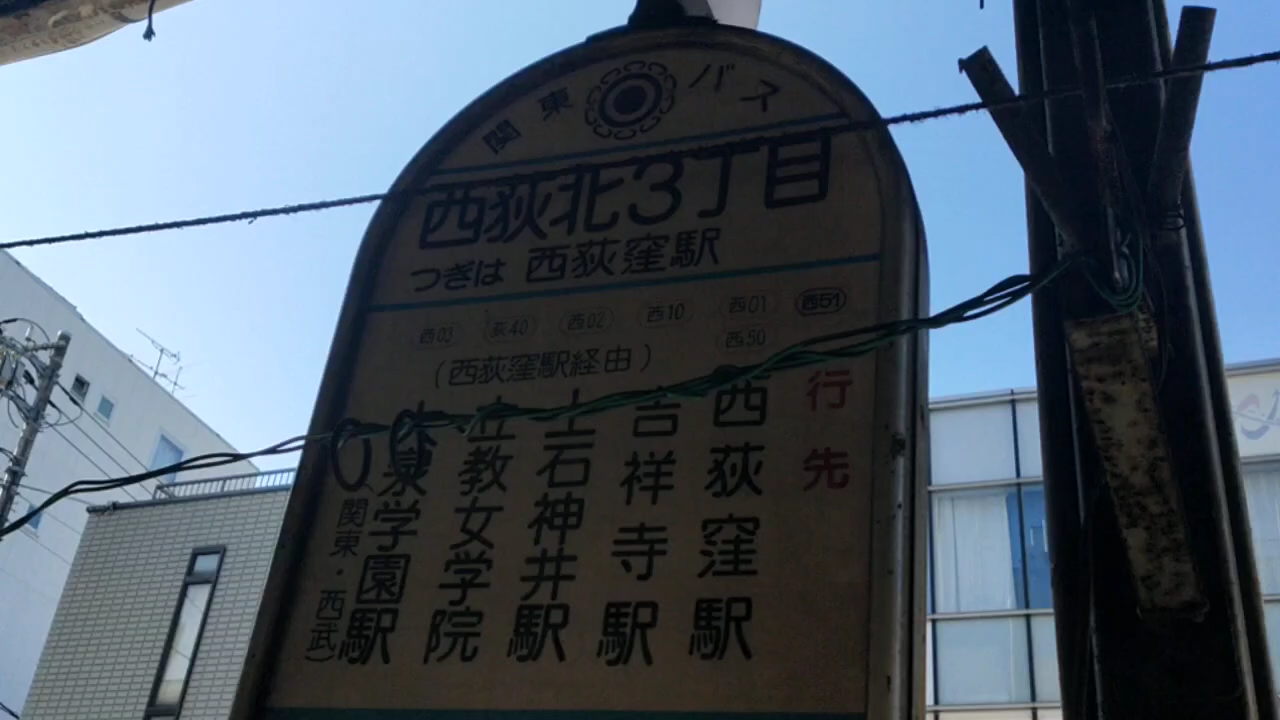 関東バス
西荻北3丁目
つぎは 西荻窪駅
西03 荻40 西02 西10 西01 西51
西50
(西荻窪駅経由)
行先
西荻窪駅
吉祥寺駅
上石神井駅
立教女学院
大泉学園駅
(関東・西武)